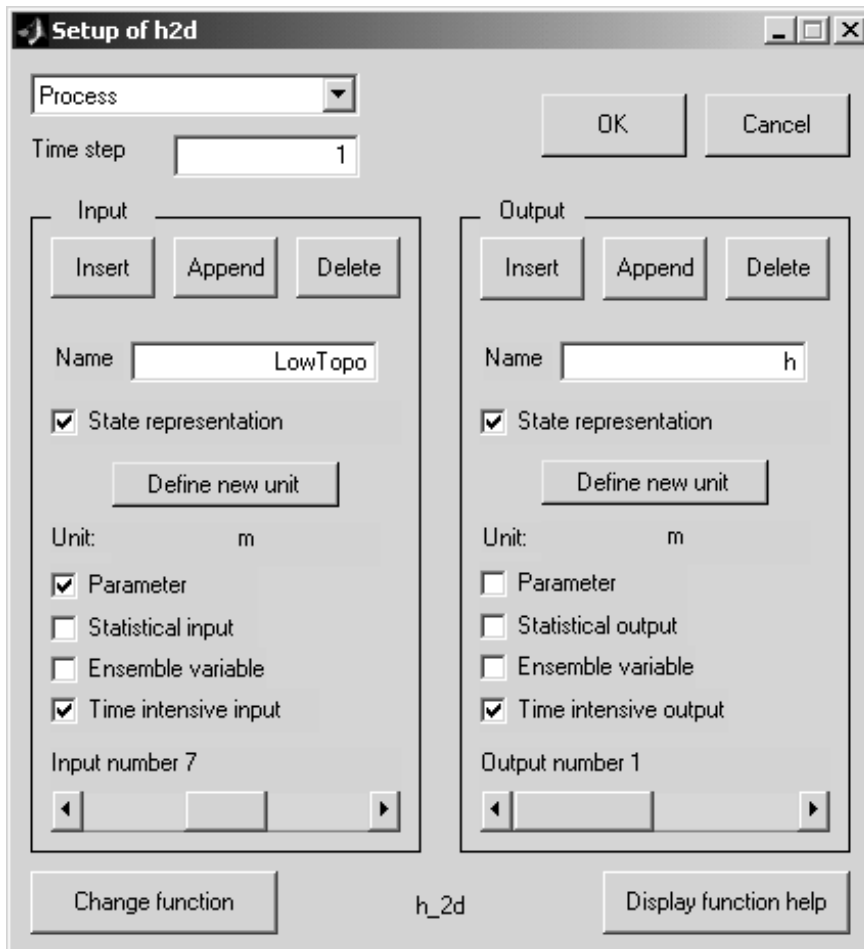 Setup of h2d
Process
OK
Cancel
Time step
1
Input
Insert
Append
Delete
Name
LowTopo
State representation
Define new unit
Unit:
m
Parameter
Statistical input
Ensemble variable
Time intensive input
Input number 7
Output
Insert
Append
Delete
Name
h
State representation
Define new unit
Unit:
m
Parameter
Statistical output
Ensemble variable
Time intensive output
Output number 1
Change function
h_2d
Display function help